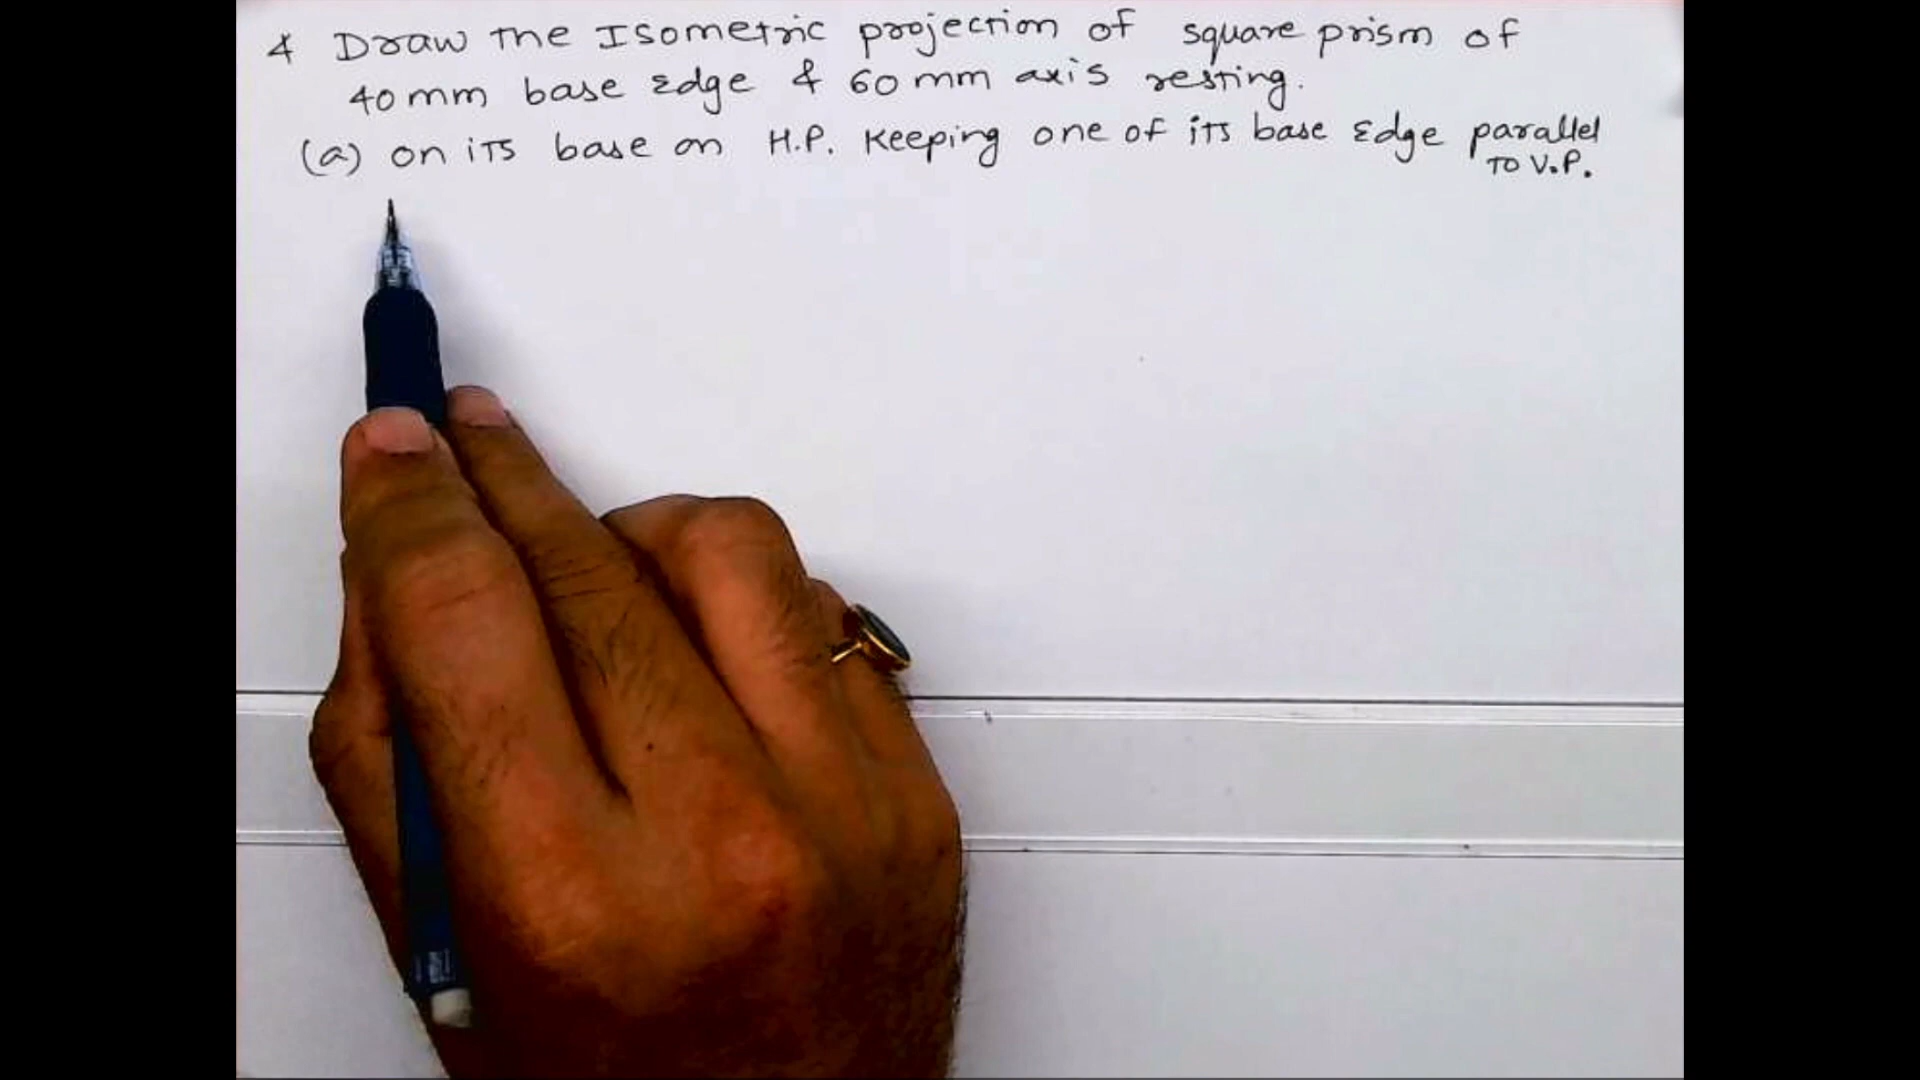 4 Draw the Isometric projection of square prism of
40 mm base Edge & 60 mm axis resting.
(a) on its base on H.P. Keeping one of its base Edge parallel
TO V.P.